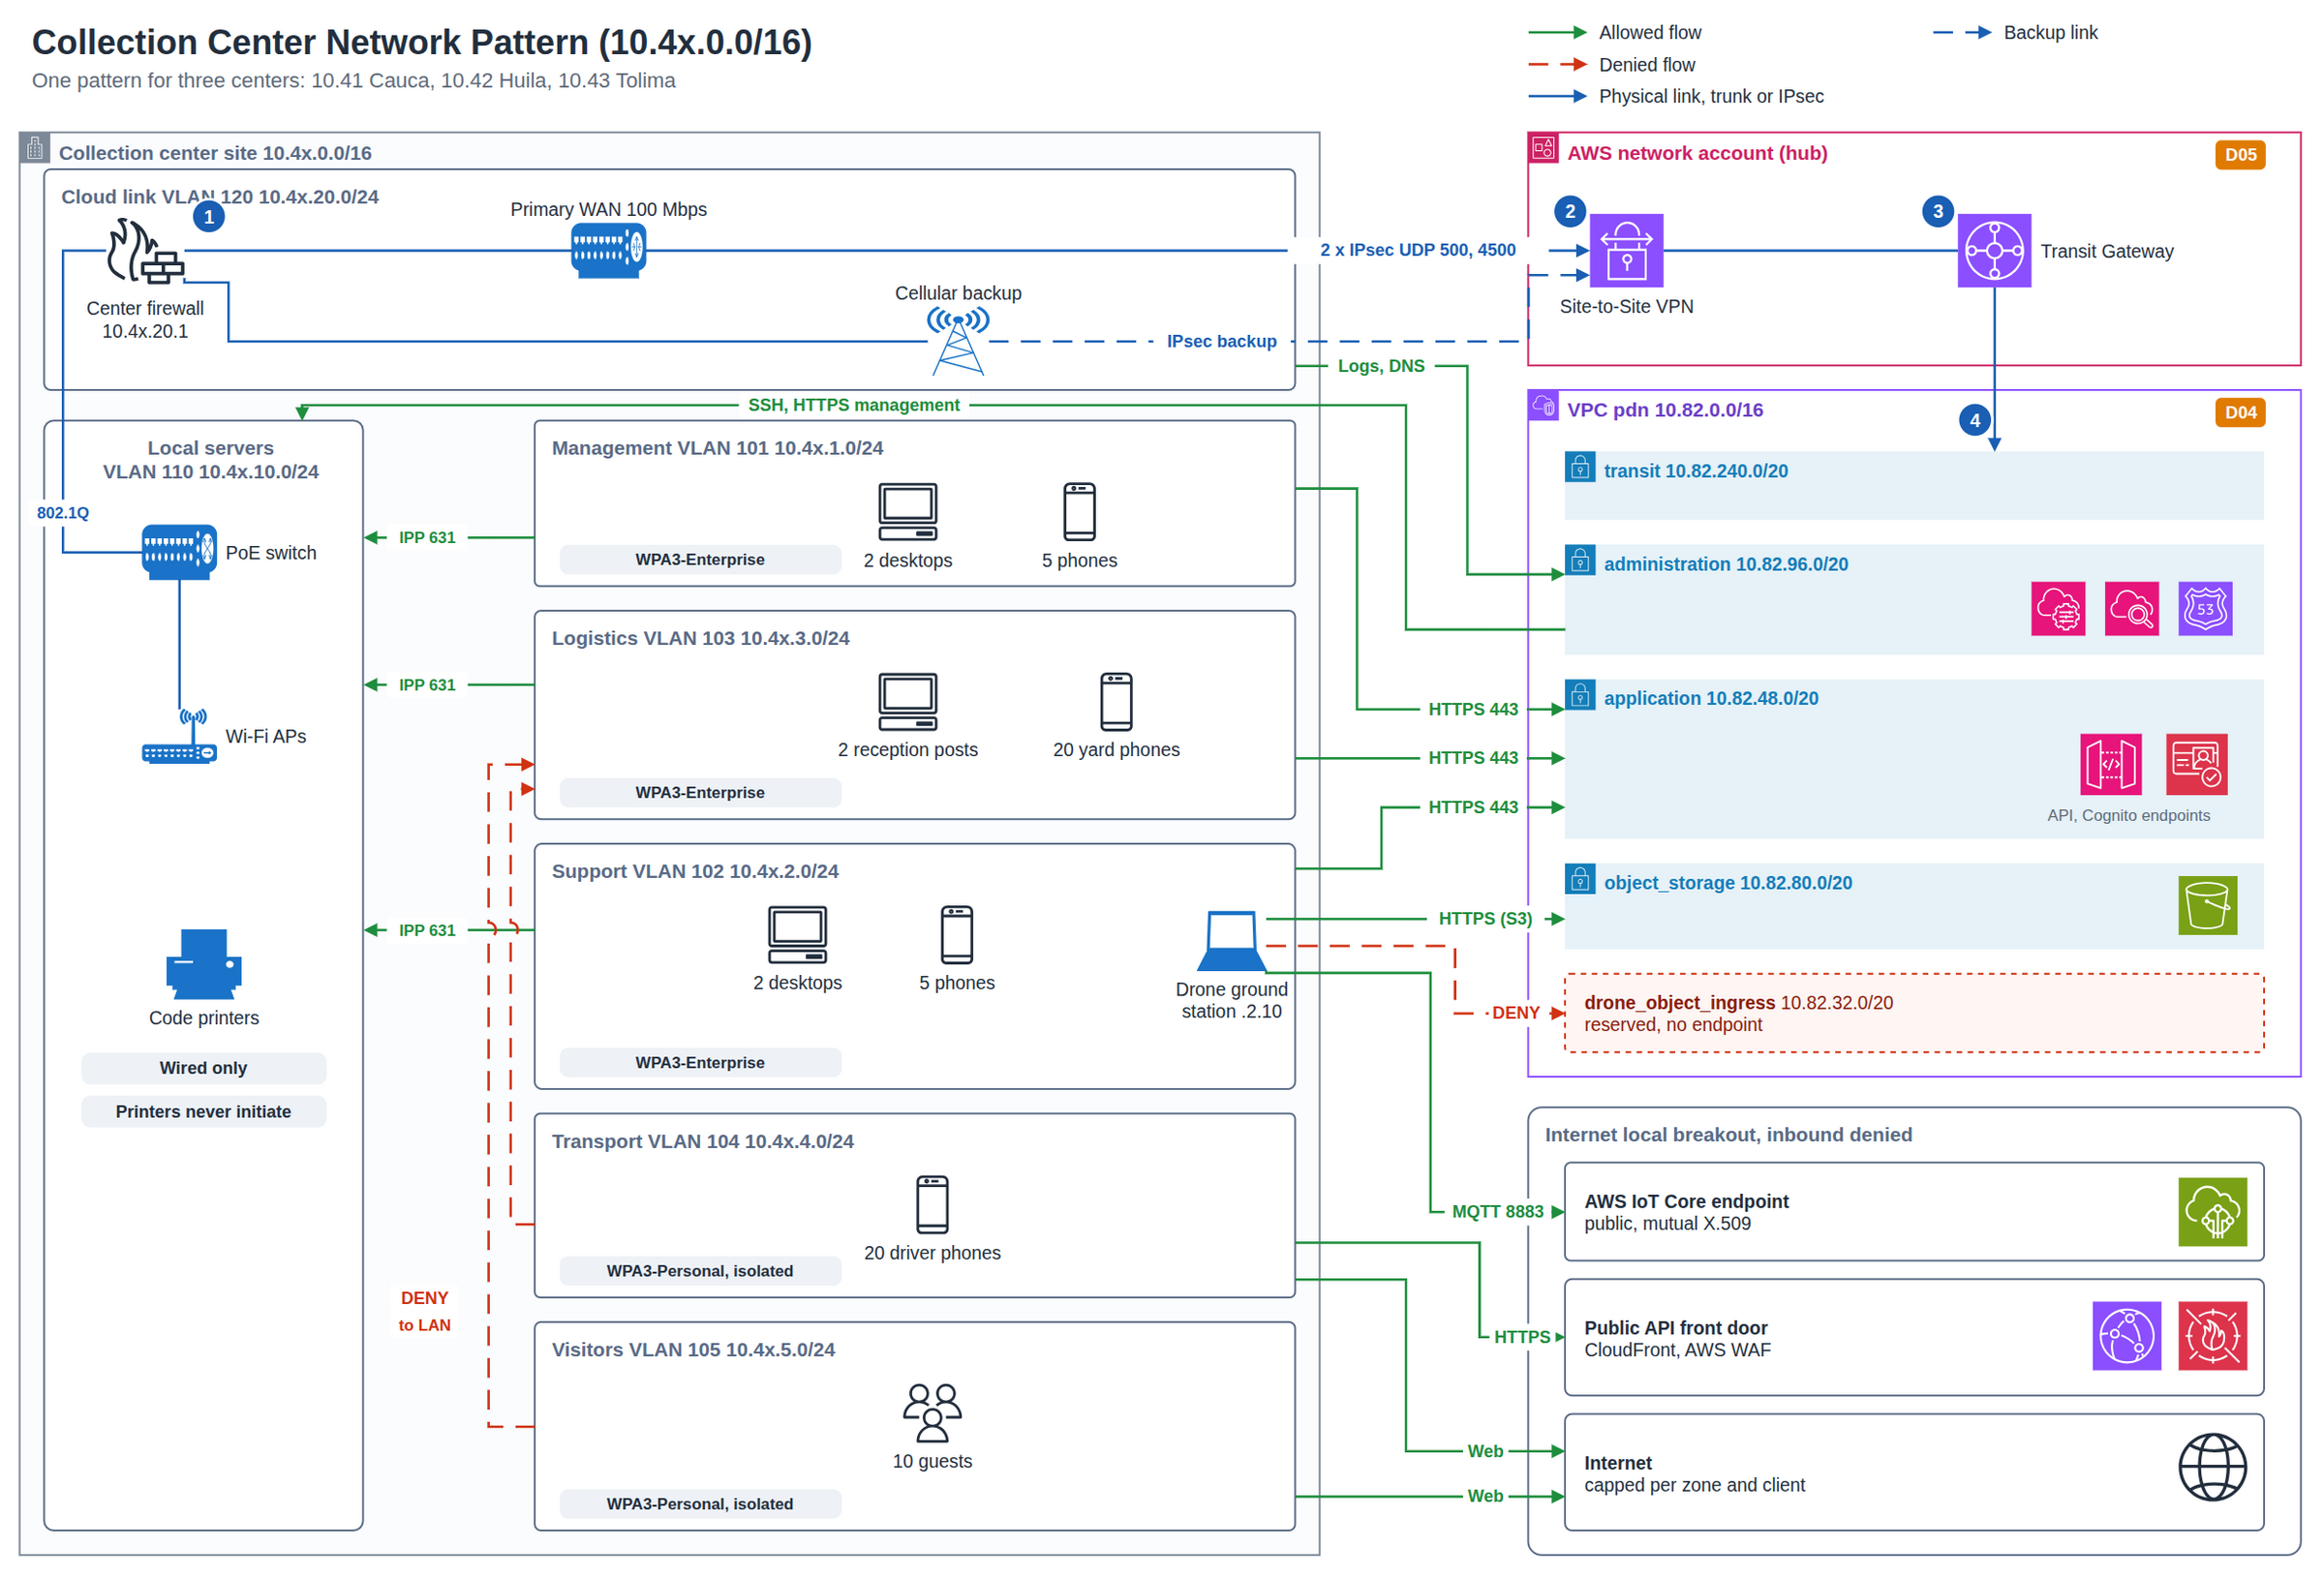 Collection Center Network Pattern (10.4x.0.0/16)
One pattern for three centers: 10.41 Cauca, 10.42 Huila, 10.43 Tolima
Allowed flow
Denied flow
Physical link, trunk or IPsec
Backup link
Collection center site 10.4x.0.0/16
Cloud link VLAN 120 10.4x.20.0/24
1
Center firewall
10.4x.20.1
Primary WAN 100 Mbps
Cellular backup
2 x IPsec UDP 500, 4500
IPsec backup
Logs, DNS
SSH, HTTPS management
AWS network account (hub)
D05
2
Site-to-Site VPN
3
Transit Gateway
Local servers
VLAN 110 10.4x.10.0/24
802.1Q
PoE switch
Wi-Fi APs
Code printers
Wired only
Printers never initiate
IPP 631
IPP 631
IPP 631
DENY
to LAN
Management VLAN 101 10.4x.1.0/24
WPA3-Enterprise
2 desktops
5 phones
Logistics VLAN 103 10.4x.3.0/24
2 reception posts
20 yard phones
WPA3-Enterprise
Support VLAN 102 10.4x.2.0/24
2 desktops
5 phones
Drone ground
station .2.10
WPA3-Enterprise
Transport VLAN 104 10.4x.4.0/24
20 driver phones
WPA3-Personal, isolated
Visitors VLAN 105 10.4x.5.0/24
10 guests
WPA3-Personal, isolated
HTTPS 443
HTTPS 443
HTTPS 443
HTTPS (S3)
DENY
MQTT 8883
HTTPS
Web
Web
VPC pdn 10.82.0.0/16
D04
4
transit 10.82.240.0/20
administration 10.82.96.0/20
53
application 10.82.48.0/20
API, Cognito endpoints
object_storage 10.82.80.0/20
drone_object_ingress 10.82.32.0/20
reserved, no endpoint
Internet local breakout, inbound denied
AWS IoT Core endpoint
public, mutual X.509
Public API front door
CloudFront, AWS WAF
Internet
capped per zone and client